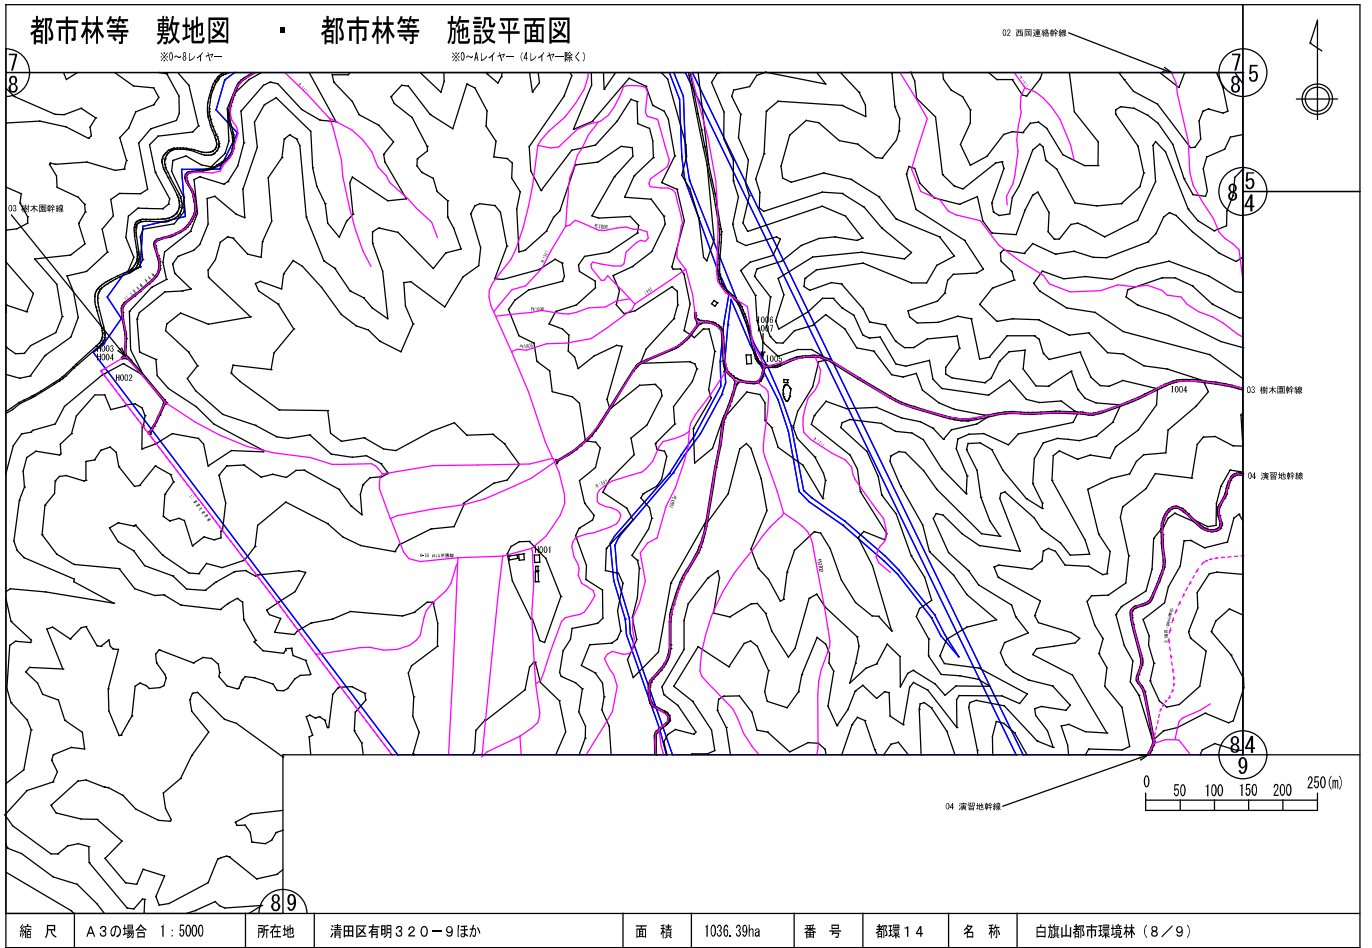 都市林等　敷地図　・　都市林等　施設平面図
※0~8レイヤー
※0~Aレイヤー (4レイヤー除く)
02 西岡連絡幹線
7
8
7
8
5
5
8
4
03 樹木園幹線
H003
H004
H002
I006
I007
I005
I004
03 樹木園幹線
04 演習地幹線
H001
8
4
9
04 演習地幹線
0 50 100 150 200 250(m)
8
9
縮 尺 A3の場合 1:5000 所在地 清田区有明320-9ほか 面 積 1036.39ha 番 号 都環14 名 称 白旗山都市環境林 (8/9)